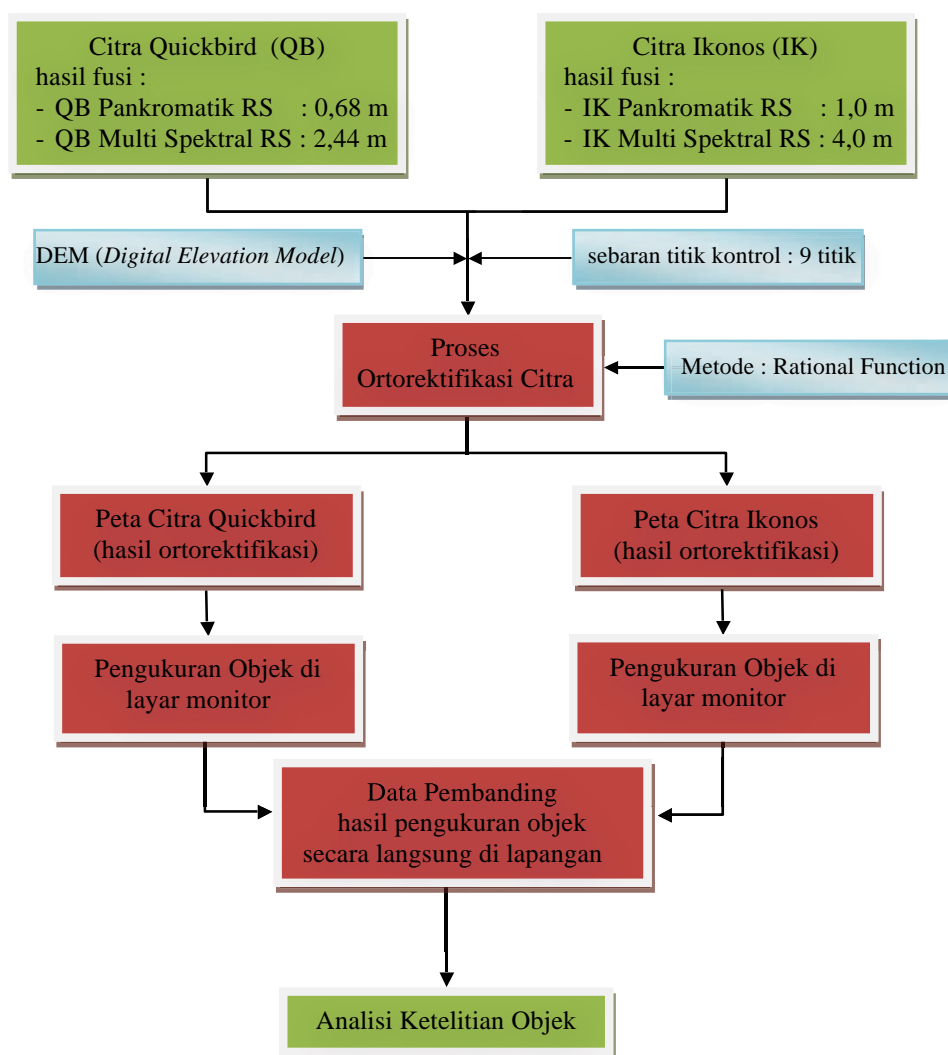 Citra Quickbird (QB)
hasil fusi :
- QB Pankromatik RS : 0,68 m
- QB Multi Spektral RS : 2,44 m
Citra Ikonos (IK)
hasil fusi :
- IK Pankromatik RS : 1,0 m
- IK Multi Spektral RS : 4,0 m
DEM (Digital Elevation Model)
sebaran titik kontrol : 9 titik
Proses
Ortorektifikasi Citra
Metode : Rational Function
Peta Citra Quickbird
(hasil ortorektifikasi)
Peta Citra Ikonos
(hasil ortorektifikasi)
Pengukuran Objek di
layar monitor
Pengukuran Objek di
layar monitor
Data Pembanding
hasil pengukuran objek
secara langsung di lapangan
Analisi Ketelitian Objek